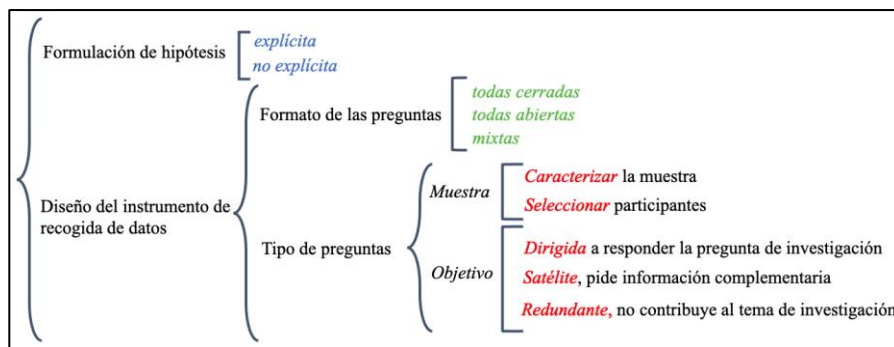 Formulación de hipótesis
explícita
no explícita
Diseño del instrumento de
recogida de datos
Formato de las preguntas
todas cerradas
todas abiertas
mixtas
Tipo de preguntas
Muestra
Caracterizar la muestra
Seleccionar participantes
Objetivo
Dirigida a responder la pregunta de investigación
Satélite, pide información complementaria
Redundante, no contribuye al tema de investigación